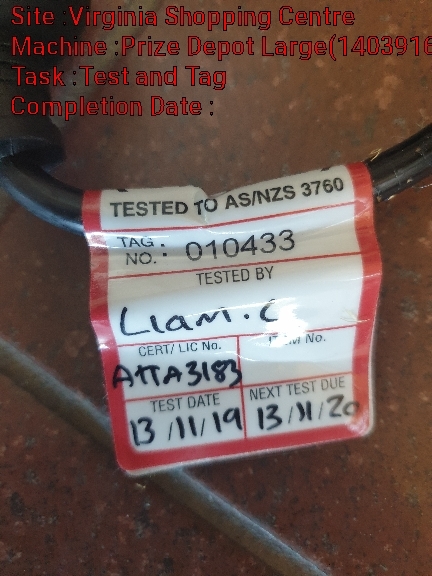 Site :Virginia Shopping Centre
Machine :Prize Depot Large(1403916
Task :Test and Tag
Completion Date :
TESTED TO AS/NZS 3760
TAG NO. : 010433
TESTED BY
Liam. C
CERT/ LIC No.
ATTA3183
TEST DATE
NEXT TEST DUE
13/11/19
13/11/20